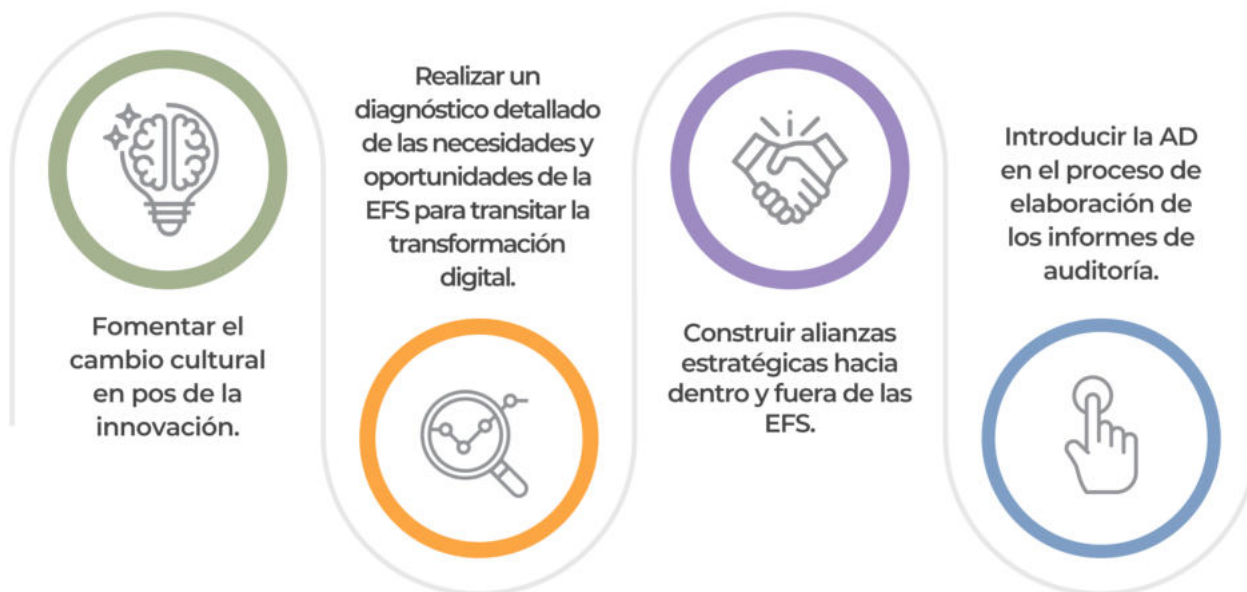 Fomentar el
cambio cultural
en pos de la
innovación.
Realizar un
diagnóstico detallado
de las necesidades y
oportunidades de la
EFS para transitar la
transformación
digital.
Construir alianzas
estratégicas hacia
dentro y fuera de las
EFS.
Introducir la AD
en el proceso de
elaboración de
los informes de
auditoría.